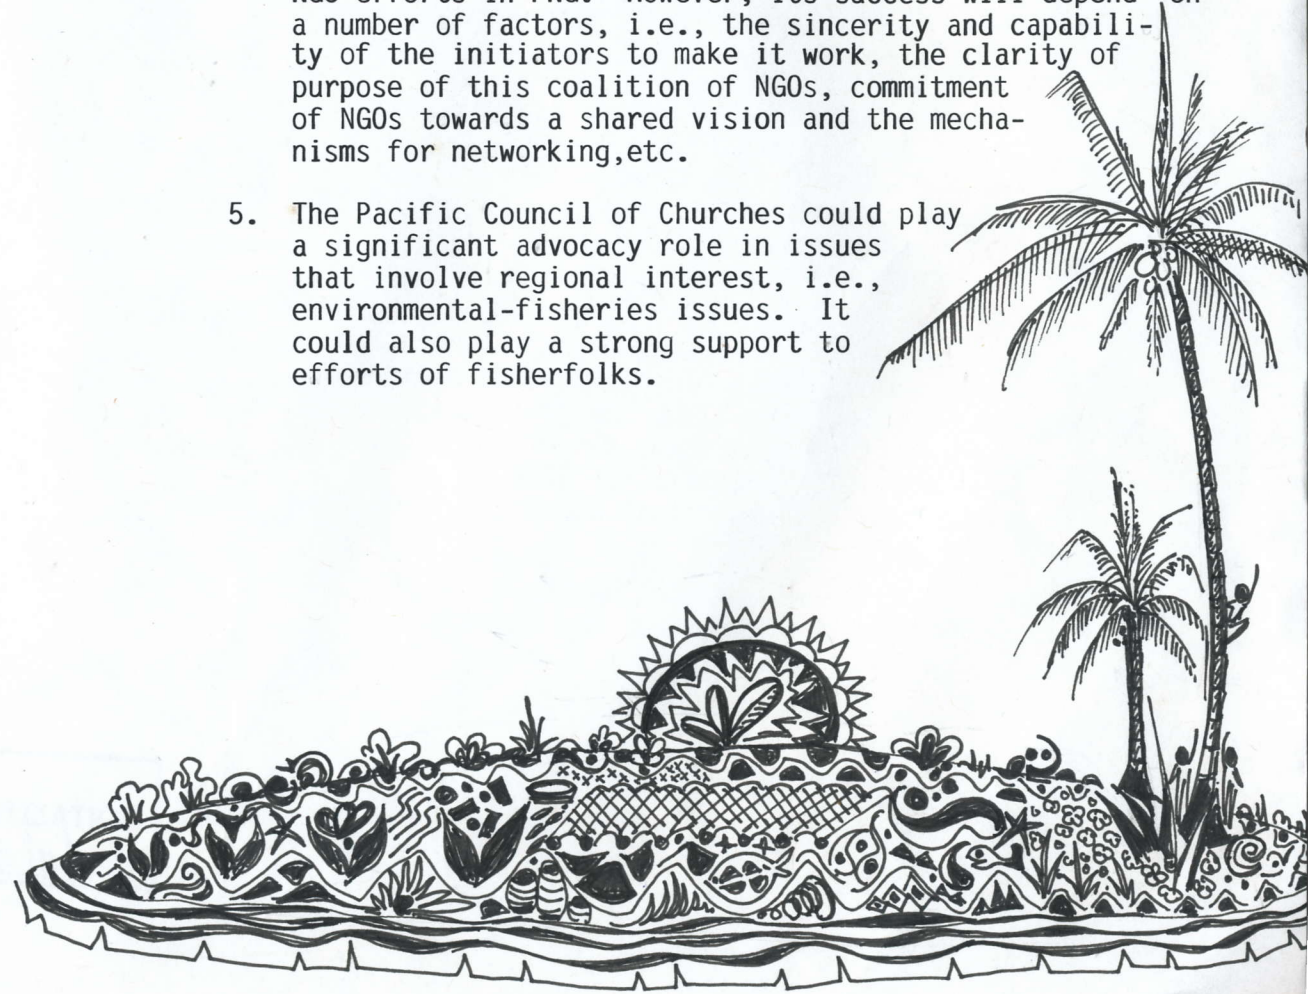 a number of factors, i.e., the sincerity and capabili-
ty of the initiators to make it work, the clarity of
purpose of this coalition of NGOs, commitment
of NGOs towards a shared vision and the mecha-
nisms for networking,etc.
5. The Pacific Council of Churches could play
a significant advocacy role in issues
that involve regional interest, i.e.,
environmental-fisheries issues. It
could also play a strong support to
efforts of fisherfolks.